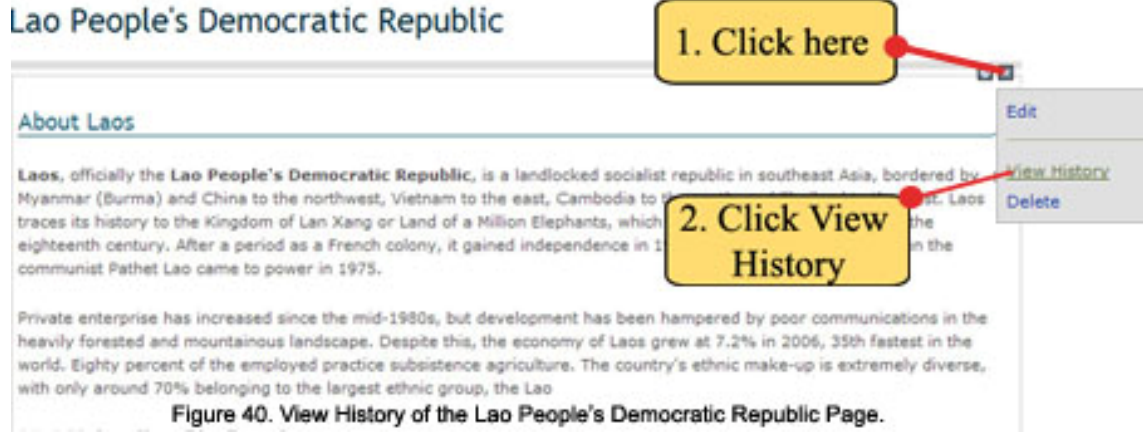 Lao People's Democratic Republic
1. Click here
Edit
About Laos
View History
Delete
Laos, officially the Lao People's Democratic Republic, is a landlocked socialist republic in southeast Asia, bordered by
Myanmar (Burma) and China to the northwest, Vietnam to the east, Cambodia to st. Laos
traces its history to the Kingdom of Lan Xang or Land of a Million Elephants, which the
eighteenth century. After a period as a French colony, it gained independence in 1 on the
communist Pathet Lao came to power in 1975.
2. Click View
History
Private enterprise has increased since the mid-1980s, but development has been hampered by poor communications in the
heavily forested and mountainous landscape. Despite this, the economy of Laos grew at 7.2% in 2006, 35th fastest in the
world. Eighty percent of the employed practice subsistence agriculture. The country's ethnic make-up is extremely diverse,
with only around 70% belonging to the largest ethnic group, the Lao
Figure 40. View History of the Lao People's Democratic Republic Page.